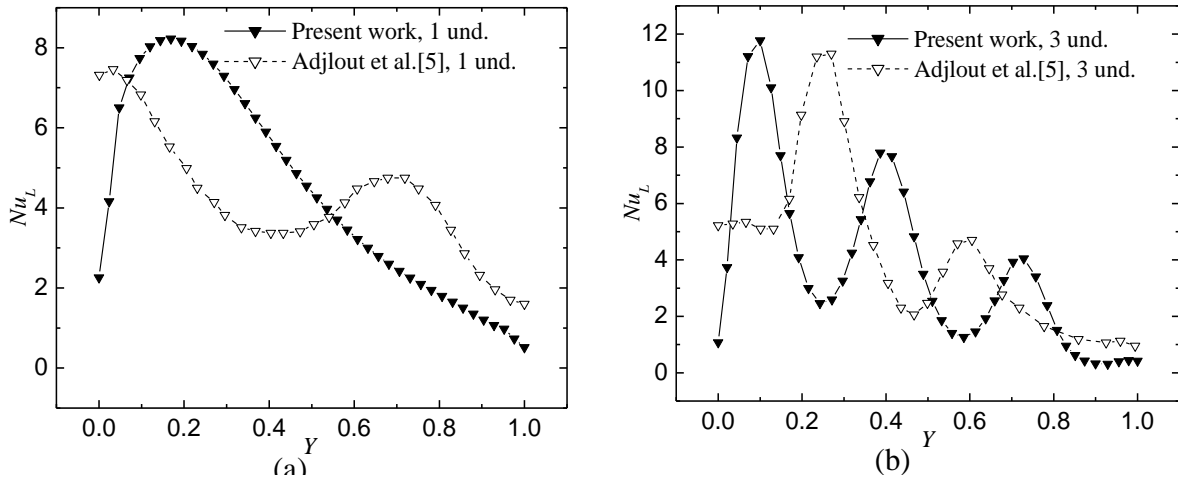 8
6
4
2
0
Nu_L
0.0 0.2 0.4 0.6 0.8 1.0
Y
Present work, 1 und.
Adjlout et al.[5], 1 und.
(a)
12
10
8
6
4
2
0
Nu_L
0.0 0.2 0.4 0.6 0.8 1.0
Y
Present work, 3 und.
Adjlout et al.[5], 3 und.
(b)